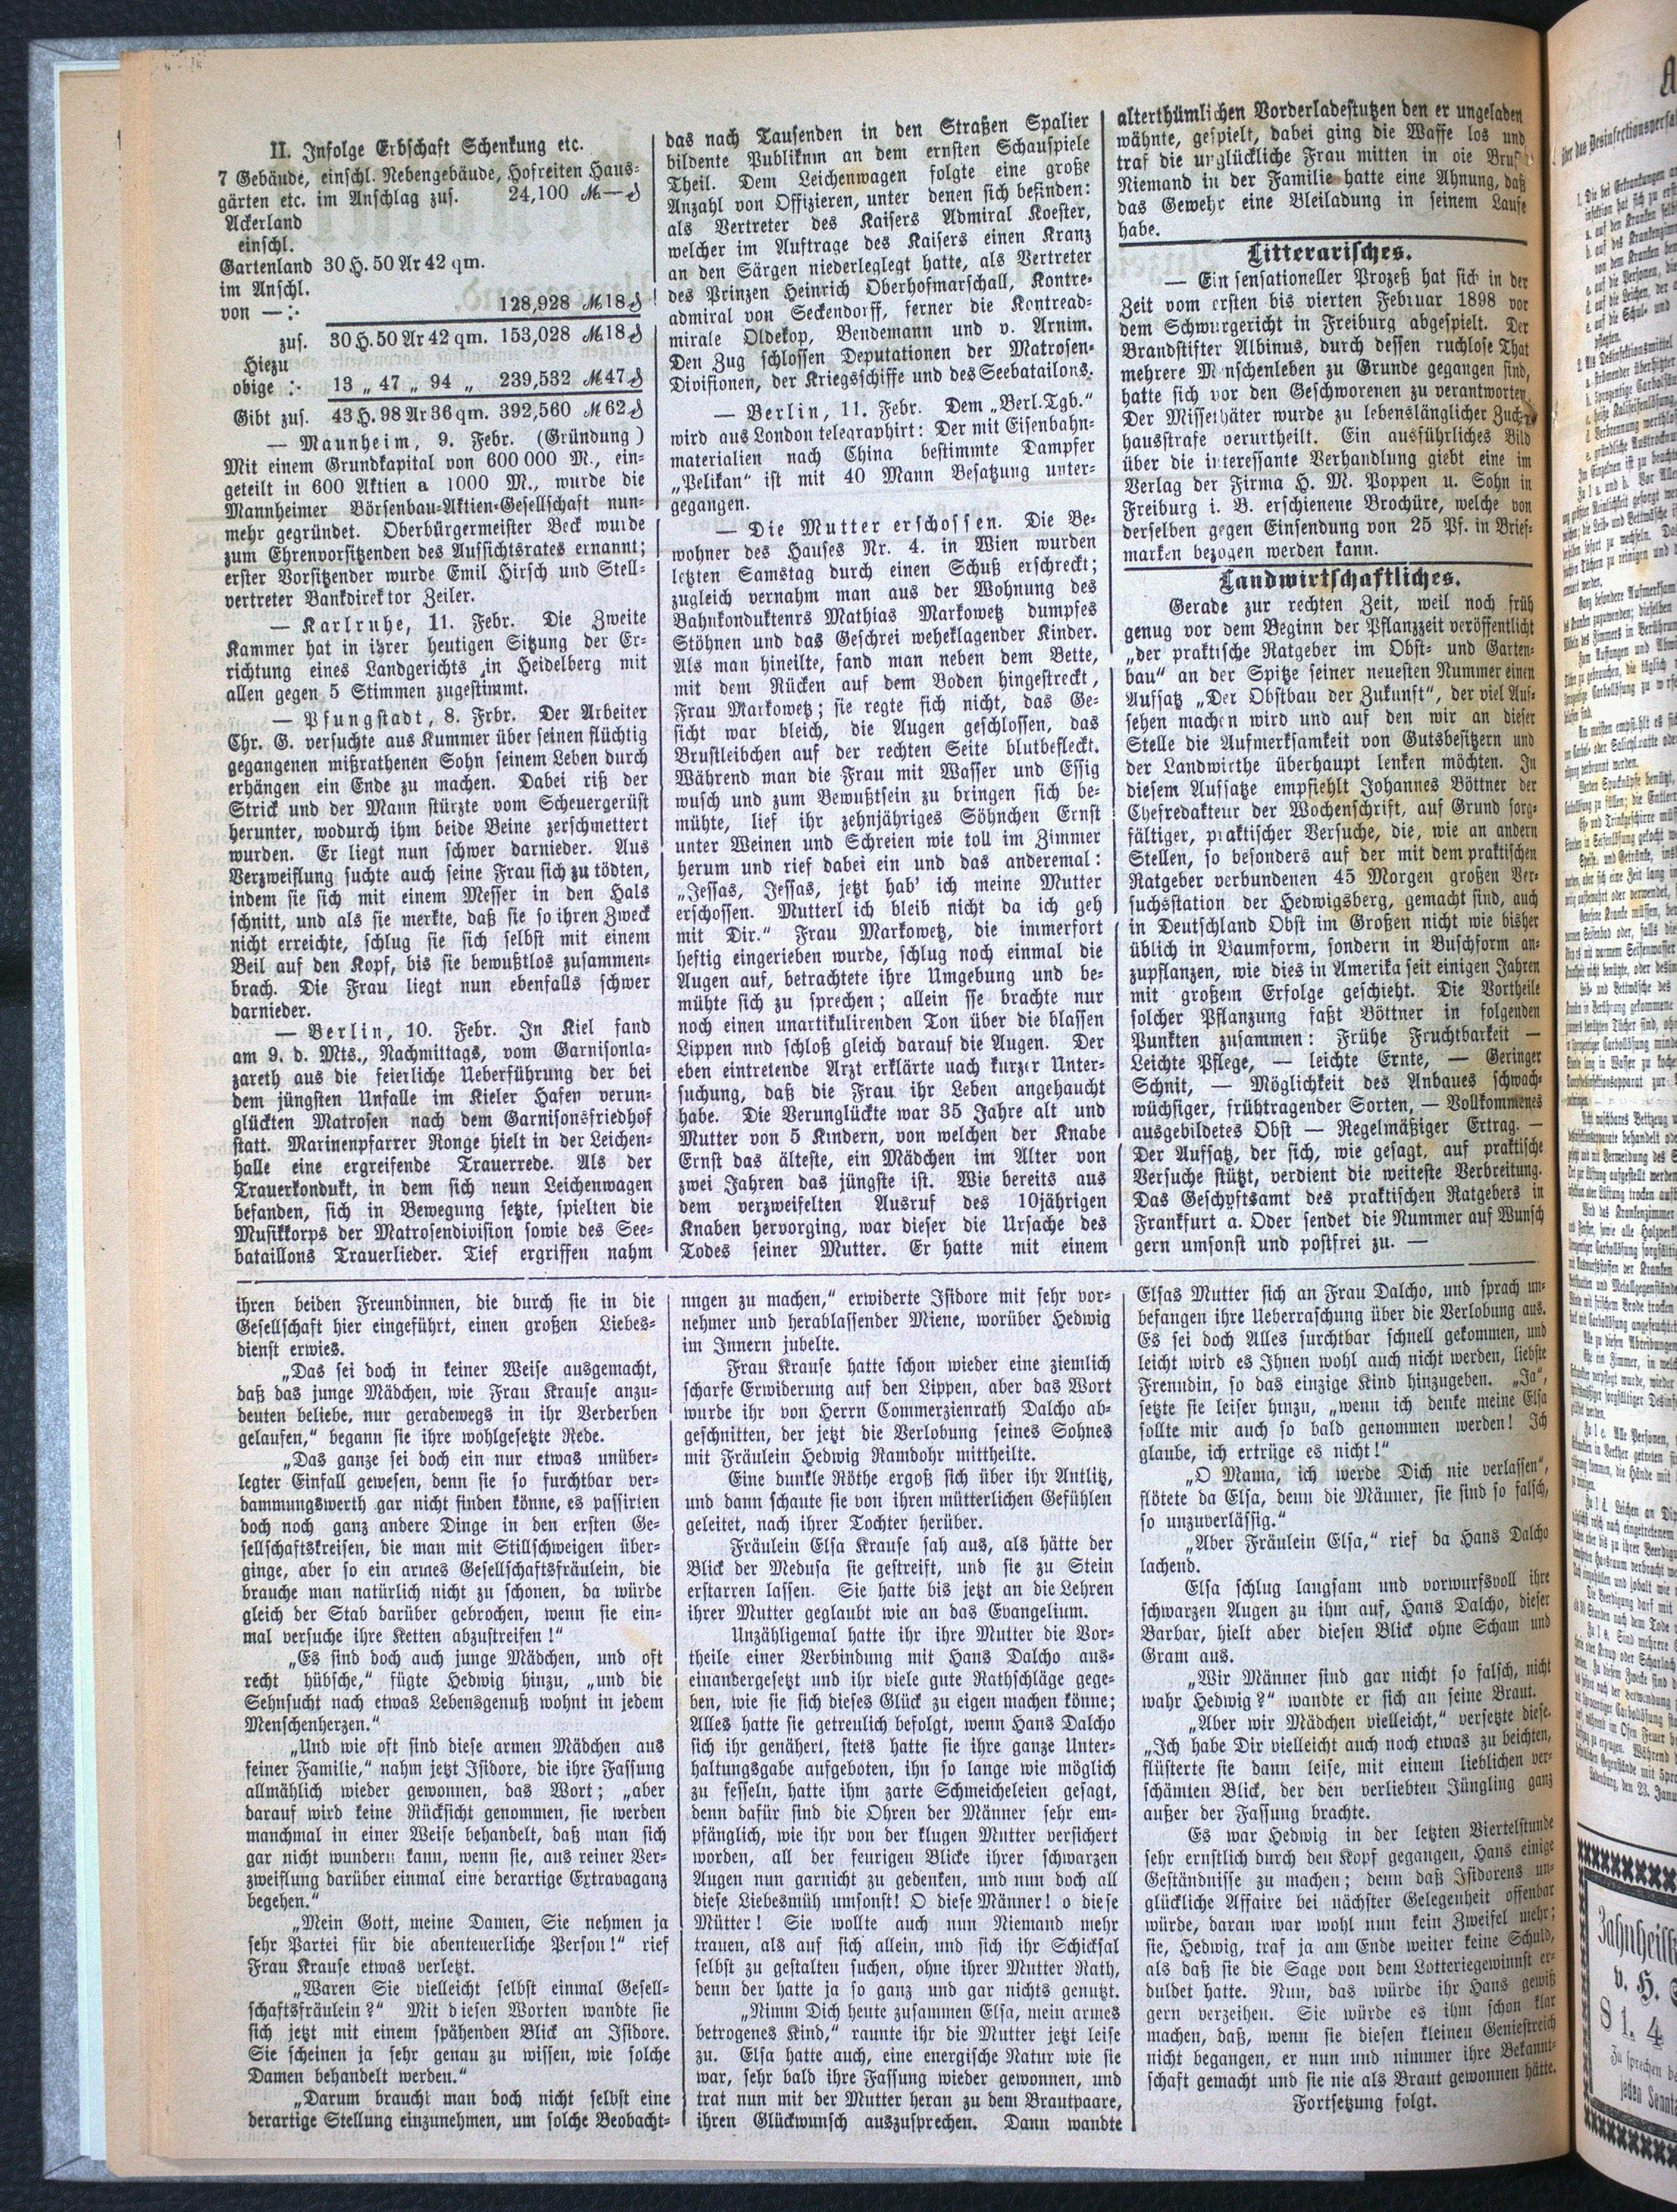 II. Infolge Erbschaft Schenkung etc.
7 Gebäude, einschl. Nebengebäude, Hofreiten Haus-
gärten etc. im Anschlag zus. 24,100 M — ₰
Ackerland
einschl.
Gartenland 30 H. 50 Ar 42 qm.
im Anschl.
von —:· 128,928 M 18 ₰
zus. 30 H. 50 Ar 42 qm. 153,028 M 18 ₰
Hiezu
obige :· 13 „ 47 „ 94 „ 239,532 M 47 ₰
Gibt zus. 43 H. 98 Ar 36 qm. 392,560 M 62 ₰
— Mannheim, 9. Febr. (Gründung)
Mit einem Grundkapital von 600 000 M., ein-
geteilt in 600 Aktien a 1000 M., wurde die
Mannheimer Börsenbau-Aktien-Gesellschaft nun-
mehr gegründet. Oberbürgermeister Beck wurde
zum Ehrenvorsitzenden des Aufsichtsrates ernannt;
erster Vorsitzender wurde Emil Hirsch und Stell-
vertreter Bankdirektor Zeiler.
— Karlruhe, 11. Febr. Die Zweite
Kammer hat in ihrer heutigen Sitzung der Er-
richtung eines Landgerichts in Heidelberg mit
allen gegen 5 Stimmen zugestimmt.
— Pfungstadt, 8. Frbr. Der Arbeiter
Chr. G. versuchte aus Kummer über seinen flüchtig
gegangenen mißrathenen Sohn seinem Leben durch
erhängen ein Ende zu machen. Dabei riß der
Strick und der Mann stürzte vom Scheuergerüst
herunter, wodurch ihm beide Beine zerschmettert
wurden. Er liegt nun schwer darnieder. Aus
Verzweiflung suchte auch seine Frau sich zu tödten,
indem sie sich mit einem Messer in den Hals
schnitt, und als sie merkte, daß sie so ihren Zweck
nicht erreichte, schlug sie sich selbst mit einem
Beil auf den Kopf, bis sie bewußtlos zusammen-
brach. Die Frau liegt nun ebenfalls schwer
darnieder.
— Berlin, 10. Febr. In Kiel fand
am 9. d. Mts., Nachmittags, vom Garnisonla-
zareth aus die feierliche Ueberführung der bei
dem jüngsten Unfalle im Kieler Hafen verun-
glückten Matrosen nach dem Garnisonsfriedhof
statt. Marinenpfarrer Ronge hielt in der Leichen-
halle eine ergreifende Trauerrede. Als der
Trauerkondukt, in dem sich neun Leichenwagen
befanden, sich in Bewegung setzte, spielten die
Musikkorps der Matrosendivision sowie des See-
bataillons Trauerlieder. Tief ergriffen nahm
das nach Tausenden in den Straßen Spalier
bildente Publiknm an dem ernsten Schauspiele
Theil. Dem Leichenwagen folgte eine große
Anzahl von Offizieren, unter denen sich befinden:
als Vertreter des Kaisers Admiral Koester,
welcher im Auftrage des Kaisers einen Kranz
an den Särgen niederleglegt hatte, als Vertreter
des Prinzen Heinrich Oberhofmarschall, Kontre-
admiral von Seckendorff, ferner die Kontread-
mirale Oldekop, Bendemann und v. Arnim.
Den Zug schlossen Deputationen der Matrosen-
Divisionen, der Kriegsschiffe und des Seebatailons.
— Berlin, 11. Febr. Dem „Berl. Tgb.“
wird aus London telegraphirt: Der mit Eisenbahn-
materialien nach China bestimmte Dampfer
„Pelikan“ ist mit 40 Mann Besatzung unter-
gegangen.
— Die Mutter erschossen. Die Be-
wohner des Hauses Nr. 4. in Wien wurden
letzten Samstag durch einen Schuß erschreckt;
zugleich vernahm man aus der Wohnung des
Bahnkondukteurs Mathias Markowetz dumpfes
Stöhnen und das Geschrei weheklagender Kinder.
Als man hineilte, fand man neben dem Bette,
mit dem Rücken auf dem Boden hingestreckt,
Frau Markowetz; sie regte sich nicht, das Ge-
sicht war bleich, die Augen geschlossen, das
Brustleibchen auf der rechten Seite blutbefleckt.
Während man die Frau mit Wasser und Essig
wusch und zum Bewußtsein zu bringen sich be-
mühte, lief ihr zehnjähriges Söhnchen Ernst
unter Weinen und Schreien wie toll im Zimmer
herum und rief dabei ein und das anderemal:
„Jessas, Jessas, jetzt hab' ich meine Mutter
erschossen. Mutterl ich bleib nicht da ich geh
mit Dir.“ Frau Markowetz, die immerfort
heftig eingerieben wurde, schlug noch einmal die
Augen auf, betrachtete ihre Umgebung und be-
mühte sich zu sprechen; allein sse brachte nur
noch einen unartikulirenden Ton über die blassen
Lippen nnd schloß gleich darauf die Augen. Der
eben eintretende Arzt erklärte uach kurzer Unter-
suchung, daß die Frau ihr Leben angehaucht
habe. Die Verunglückte war 35 Jahre alt und
Mutter von 5 Kindern, von welchen der Knabe
Ernst das älteste, ein Mädchen im Alter von
zwei Jahren das jüngste ist. Wie bereits aus
dem verzweifelten Ausruf des 10jährigen
Knaben hervorging, war dieser die Ursache des
Todes seiner Mutter. Er hatte mit einem
alterthümlichen Vorderladestutzen den er ungeladen
wähnte, gespielt, dabei ging die Waffe los und
traf die unglückliche Frau mitten in oie Brust
Niemand in der Familie hatte eine Ahnung, daß
das Gewehr eine Bleiladung in seinem Laufe
habe.
Litterarisches.
— Ein sensationeller Prozeß hat sich in der
Zeit vom ersten bis vierten Februar 1898 vor
dem Schwurgericht in Freiburg abgespielt. Der
Brandstifter Albinus, durch dessen ruchlose That
mehrere Menschenleben zu Grunde gegangen sind,
hatte sich vor den Geschworenen zu verantworten.
Der Missethäter wurde zu lebenslänglicher Zucht-
hausstrafe verurtheilt. Ein ausführliches Bild
über die interessante Verhandlung giebt eine im
Verlag der Firma H. M. Poppen u. Sohn in
Freiburg i. B. erschienene Brochüre, welche von
derselben gegen Einsendung von 25 Pf. in Brief-
marken bezogen werden kann.
Landwirtschaftliches.
Gerade zur rechten Zeit, weil noch früh
genug vor dem Beginn der Pflanzzeit veröffentlicht
„der praktische Ratgeber im Obst- und Garten-
bau“ an der Spitze seiner neuesten Nummer einen
Aufsatz „Der Obstbau der Zukunft“, der viel Auf-
sehen machen wird und auf den wir an dieser
Stelle die Aufmerksamkeit von Gutsbesitzern und
der Landwirthe überhaupt lenken möchten. In
diesem Aufsatze empfiehlt Johannes Böttner der
Chefredakteur der Wochenschrift, auf Grund sorg-
fältiger, praktischer Versuche, die, wie an andern
Stellen, so besonders auf der mit dem praktischen
Ratgeber verbundenen 45 Morgen großen Ver-
suchsstation der Hedwigsberg, gemacht sind, auch
in Deutschland Obst im Großen nicht wie bisher
üblich in Baumform, sondern in Buschform an-
zupflanzen, wie dies in Amerika seit einigen Jahren
mit großem Erfolge geschieht. Die Vortheile
solcher Pflanzung faßt Böttner in folgenden
Punkten zusammen: Frühe Fruchtbarkeit —
Leichte Pflege, — leichte Ernte, — Geringer
Schnit, — Möglichkeit des Anbaues schwach-
wüchsiger, frühtragender Sorten, — Vollkommenes
ausgebildetes Obst — Regelmäßiger Ertrag. —
Der Aufsatz, der sich, wie gesagt, auf praktische
Versuche stützt, verdient die weiteste Verbreitung.
Das Geschpftsamt des praktischen Ratgebers in
Frankfurt a. Oder sendet die Nummer auf Wunsch
gern umsonst und postfrei zu. —
ihren beiden Freundinnen, die durch sie in die
Gesellschaft hier eingeführt, einen großen Liebes-
dienst erwies.
„Das sei doch in keiner Weise ausgemacht,
daß das junge Mädchen, wie Frau Krause anzu-
deuten beliebe, nur geradewegs in ihr Verderben
gelaufen,“ begann sie ihre wohlgesetzte Rede.
„Das ganze sei doch ein nur etwas unüber-
legter Einfall gewesen, denn sie so furchtbar ver-
dammungswerth gar nicht finden könne, es passirten
doch noch ganz andere Dinge in den ersten Ge-
sellschaftskreisen, die man mit Stillschweigen über-
ginge, aber so ein armes Gesellschaftsfräulein, die
brauche man natürlich nicht zu schonen, da würde
gleich der Stab darüber gebrochen, wenn sie ein-
mal versuche ihre Ketten abzustreifen!“
„Es sind doch auch junge Mädchen, und oft
recht hübsche,“ fügte Hedwig hinzu, „und die
Sehnsucht nach etwas Lebensgenuß wohnt in jedem
Menschenherzen.“
„Und wie oft sind diese armen Mädchen aus
feiner Familie,“ nahm jetzt Isidore, die ihre Fassung
allmählich wieder gewonnen, das Wort; „aber
darauf wird keine Rücksicht genommen, sie werden
manchmal in einer Weise behandelt, daß man sich
gar nicht wundern kann, wenn sie, aus reiner Ver-
zweiflung darüber einmal eine derartige Extravaganz
begehen.“
„Mein Gott, meine Damen, Sie nehmen ja
sehr Partei für die abenteuerliche Person!“ rief
Frau Krause etwas verletzt.
„Waren Sie vielleicht selbst einmal Gesell-
schaftsfräulein?“ Mit diesen Worten wandte sie
sich jetzt mit einem spähenden Blick an Isidore.
Sie scheinen ja sehr genau zu wissen, wie solche
Damen behandelt werden.“
„Darum braucht man doch nicht selbst eine
derartige Stellung einzunehmen, um solche Beobacht-
nngen zu machen,“ erwiderte Isidore mit sehr vor-
nehmer und herablassender Miene, worüber Hedwig
im Innern jubelte.
Frau Krause hatte schon wieder eine ziemlich
scharfe Erwiderung auf den Lippen, aber das Wort
wurde ihr von Herrn Commerzienrath Dalcho ab-
geschnitten, der jetzt die Verlobung seines Sohnes
mit Fräulein Hedwig Ramdohr mittheilte.
Eine dunkle Röthe ergoß sich über ihr Antlitz,
und dann schaute sie von ihren mütterlichen Gefühlen
geleitet, nach ihrer Tochter herüber.
Fräulein Elsa Krause sah aus, als hätte der
Blick der Medusa sie gestreift, und sie zu Stein
erstarren lassen. Sie hatte bis jetzt an die Lehren
ihrer Mutter geglaubt wie an das Evangelium.
Unzähligemal hatte ihr ihre Mutter die Vor-
theile einer Verbindung mit Hans Dalcho aus-
einandergesetzt und ihr viele gute Rathschläge gege-
ben, wie sie sich dieses Glück zu eigen machen könne;
Alles hatte sie getreulich befolgt, wenn Hans Dalcho
sich ihr genähert, stets hatte sie ihre ganze Unter-
haltungsgabe aufgeboten, ihn so lange wie möglich
zu fesseln, hatte ihm zarte Schmeicheleien gesagt,
denn dafür sind die Ohren der Männer sehr em-
pfänglich, wie ihr von der klugen Mutter versichert
worden, all der feurigen Blicke ihrer schwarzen
Augen nun garnicht zu gedenken, und nun doch all
diese Liebesmüh umsonst! O diese Männer! o diese
Mütter! Sie wollte auch nun Niemand mehr
trauen, als auf sich allein, und sich ihr Schicksal
selbst zu gestalten suchen, ohne ihrer Mutter Rath,
denn der hatte ja so ganz und gar nichts genutzt.
„Nimm Dich heute zusammen Elsa, mein armes
betrogenes Kind,“ raunte ihr die Mutter jetzt leise
zu. Elsa hatte auch, eine energische Natur wie sie
war, sehr bald ihre Fassung wieder gewonnen, und
trat nun mit der Mutter heran zu dem Brautpaare,
ihren Glückwunsch auszusprechen. Dann wandte
Elsas Mutter sich an Frau Dalcho, und sprach un-
befangen ihre Ueberraschung über die Verlobung aus.
Es sei doch Alles surchtbar schnell gekommen, und
leicht wird es Ihnen wohl auch nicht werden, liebste
Frenndin, so das einzige Kind hinzugeben. „Ja“,
setzte sie leiser hinzu, „wenn ich denke meine Elsa
sollte mir auch so bald genommen werden! Ich
glaube, ich ertrüge es nicht!“
„O Mama, ich werde Dich nie verlassen“,
flötete da Elsa, denn die Männer, sie sind so falsch,
so unzuverlässig.“
„Aber Fräulein Elsa,“ rief da Hans Dalcho
lachend.
Elsa schlug langsam und vorwurfsvoll ihre
schwarzen Augen zu ihm auf, Hans Dalcho, dieser
Barbar, hielt aber diesen Blick ohne Scham und
Gram aus.
„Wir Männer sind gar nicht so falsch, nicht
wahr Hedwig?“ wandte er sich an seine Braut.
„Aber wir Mädchen vielleicht,“ versetzte diese.
„Ich habe Dir vielleicht auch noch etwas zu beichten,
flüsterte sie dann leise, mit einem lieblichen ver-
schämten Blick, der den verliebten Jüngling ganz
außer der Fassung brachte.
Es war Hedwig in der letzten Viertelstunde
sehr ernstlich durch den Kopf gegangen, Hans einige
Geständnisse zu machen; denn daß Isidorens un-
glückliche Affaire bei nächster Gelegenheit offenbar
würde, daran war wohl nun kein Zweifel mehr;
sie, Hedwig, traf ja am Ende weiter keine Schuld,
als daß sie die Sage von dem Lotteriegewinnst er-
duldet hatte. Nun, das würde ihr Hans gewiß
gern verzeihen. Sie würde es ihm schon klar
machen, daß, wenn sie diesen kleinen Geniestreich
nicht begangen, er nun und nimmer ihre Bekannt-
schaft gemacht und sie nie als Braut gewonnen hätte.
Fortsetzung folgt.